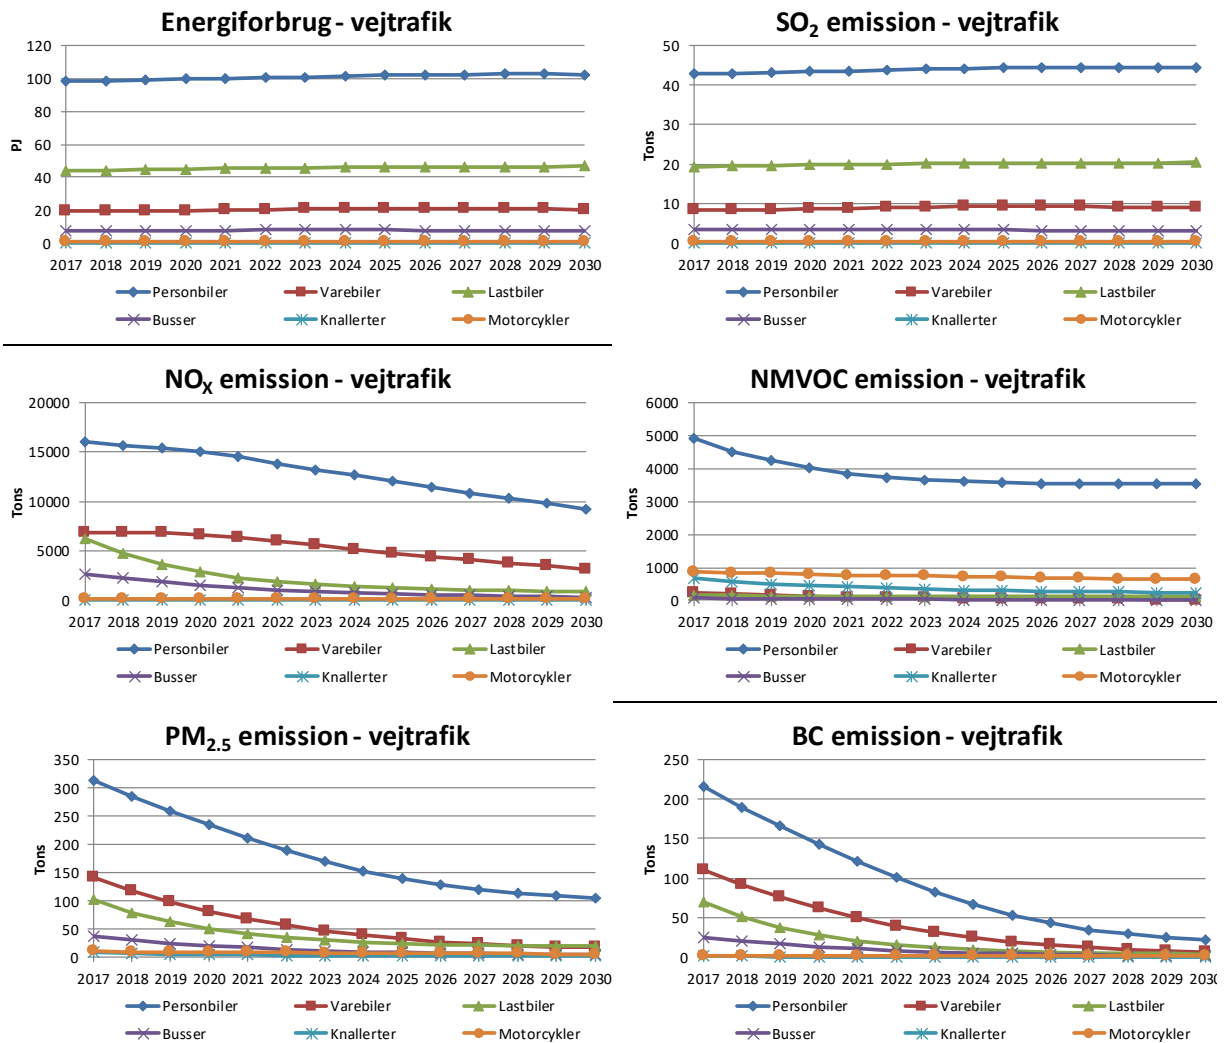 Energiforbrug - vejtrafik
120
100
80
60
40
20
0
PJ
2017 2018 2019 2020 2021 2022 2023 2024 2025 2026 2027 2028 2029 2030
Personbiler Varebiler Lastbiler
Busser Knallerter Motorcykler
SO2 emission - vejtrafik
50
40
30
20
10
0
Tons
2017 2018 2019 2020 2021 2022 2023 2024 2025 2026 2027 2028 2029 2030
Personbiler Varebiler Lastbiler
Busser Knallerter Motorcykler
NOX emission - vejtrafik
20000
15000
10000
5000
0
Tons
2017 2018 2019 2020 2021 2022 2023 2024 2025 2026 2027 2028 2029 2030
Personbiler Varebiler Lastbiler
Busser Knallerter Motorcykler
NMVOC emission - vejtrafik
6000
5000
4000
3000
2000
1000
0
Tons
2017 2018 2019 2020 2021 2022 2023 2024 2025 2026 2027 2028 2029 2030
Personbiler Varebiler Lastbiler
Busser Knallerter Motorcykler
PM2.5 emission - vejtrafik
350
300
250
200
150
100
50
0
Tons
2017 2018 2019 2020 2021 2022 2023 2024 2025 2026 2027 2028 2029 2030
Personbiler Varebiler Lastbiler
Busser Knallerter Motorcykler
BC emission - vejtrafik
250
200
150
100
50
0
Tons
2017 2018 2019 2020 2021 2022 2023 2024 2025 2026 2027 2028 2029 2030
Personbiler Varebiler Lastbiler
Busser Knallerter Motorcykler